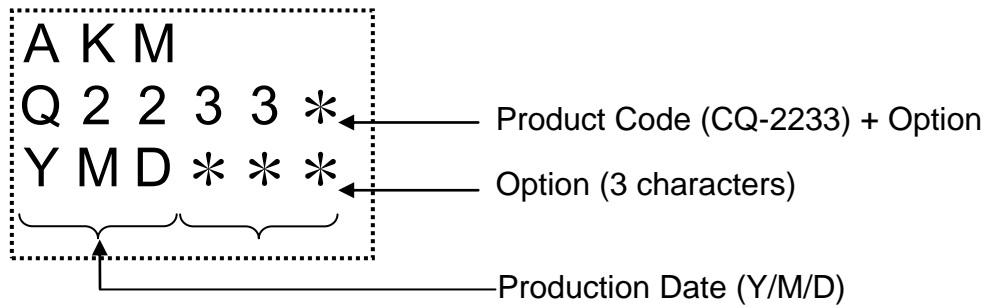 A K M
Q 2 2 3 3 *
Product Code (CQ-2233) + Option
Y M D * * *
Option (3 characters)
Production Date (Y/M/D)